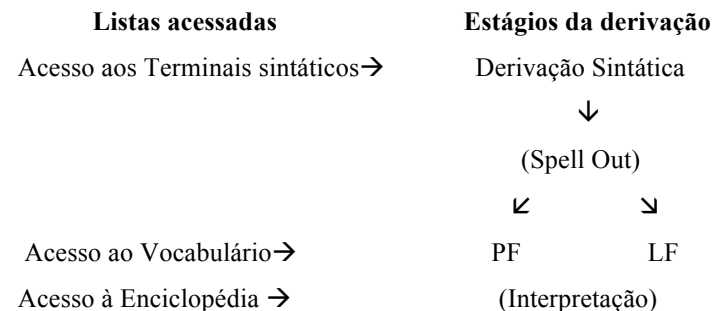 Listas acessadas Estágios da derivação
Acesso aos Terminais sintáticos→ Derivação Sintática
↓
(Spell Out)
↙ ↘
Acesso ao Vocabulário→ PF LF
Acesso à Enciclopédia → (Interpretação)